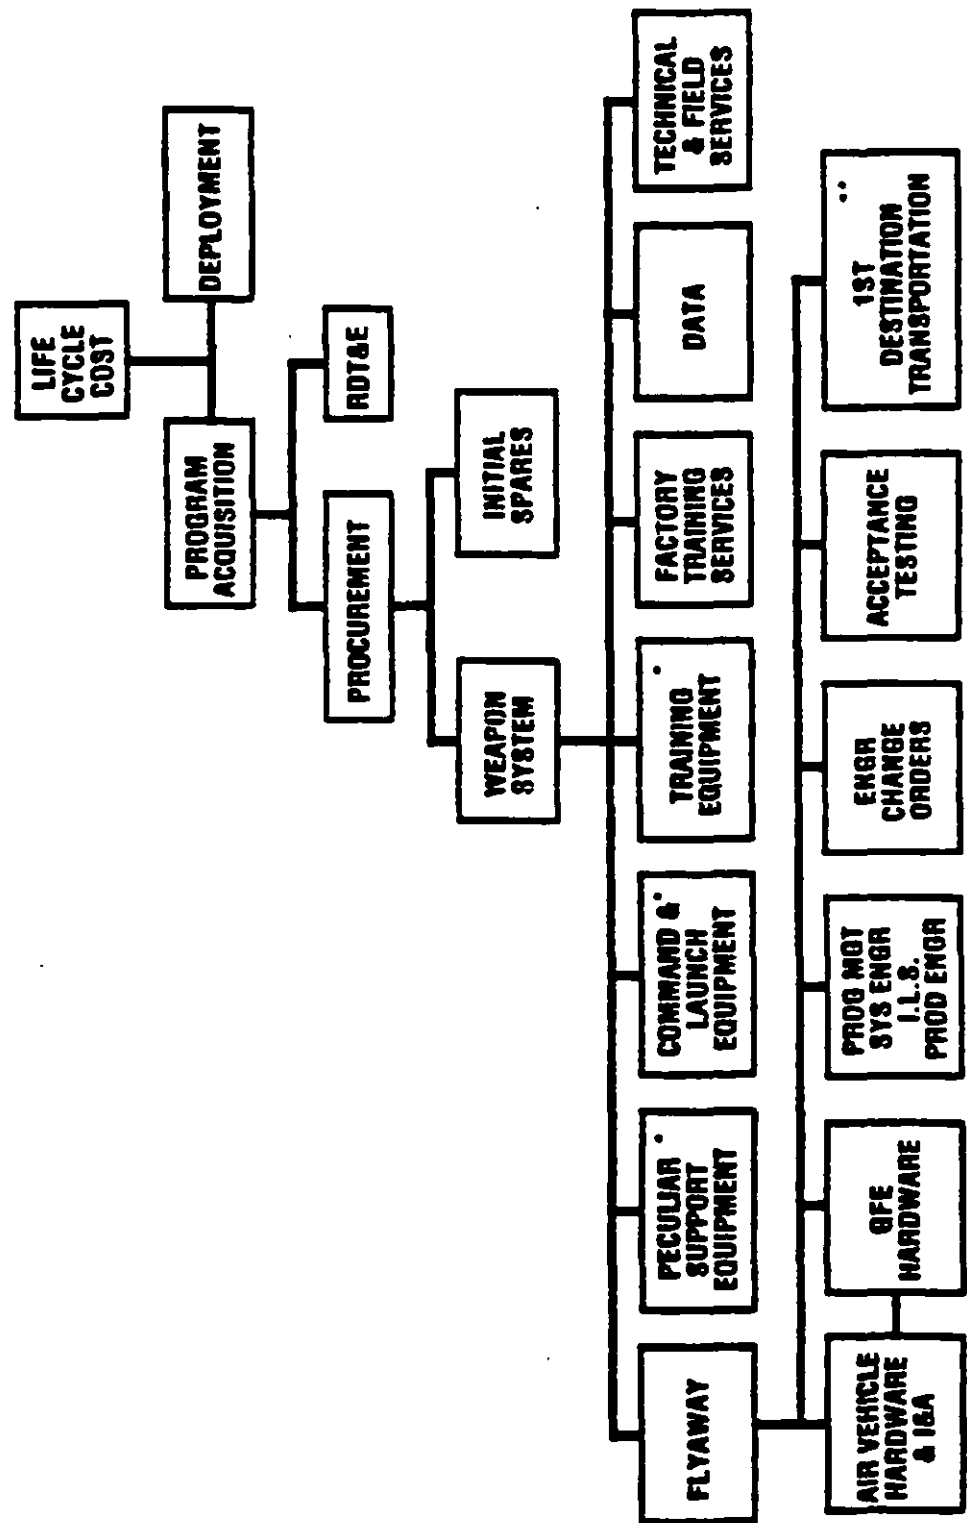 LIFE
CYCLE
COST
PROGRAM
ACQUISITION
DEPLOYMENT
PROCUREMENT
RDT&E
WEAPON
SYSTEM
INITIAL
SPARES
FLYAWAY
PECULIAR *
SUPPORT
EQUIPMENT
COMMAND & *
LAUNCH
EQUIPMENT
TRAINING *
EQUIPMENT
FACTORY
TRAINING
SERVICES
DATA
TECHNICAL
& FIELD
SERVICES
AIR VEHICLE
HARDWARE
& I&A
GFE
HARDWARE
PROG MGT
SYS ENGR
I.L.S.
PROD ENGR
ENGR
CHANGE
ORDERS
ACCEPTANCE
TESTING
**
1ST
DESTINATION
TRANSPORTATION